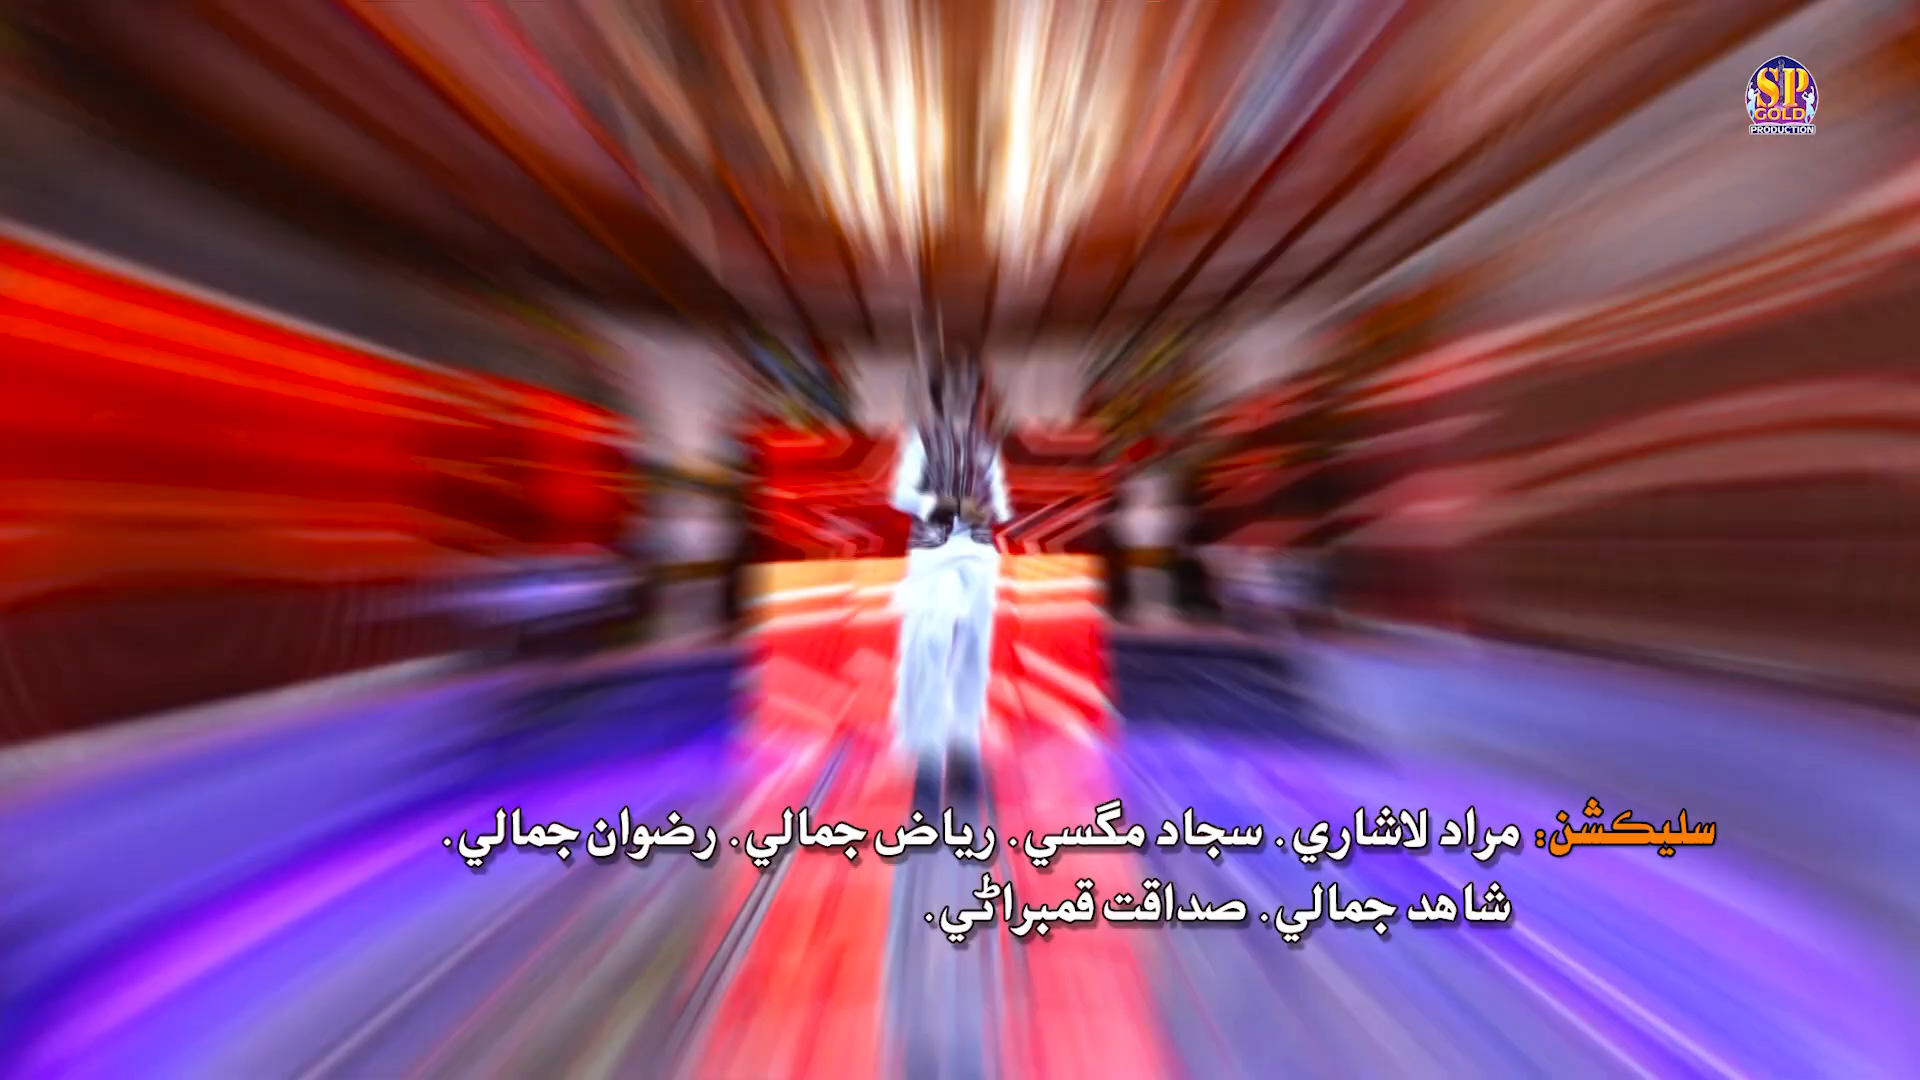 SP
GOLD
PRODUCTION
سليڪشن: مراد لاشاري. سجاد مگسي. رياض جمالي. رضوان جمالي.
شاهد جمالي. صداقت قمبراڻي.